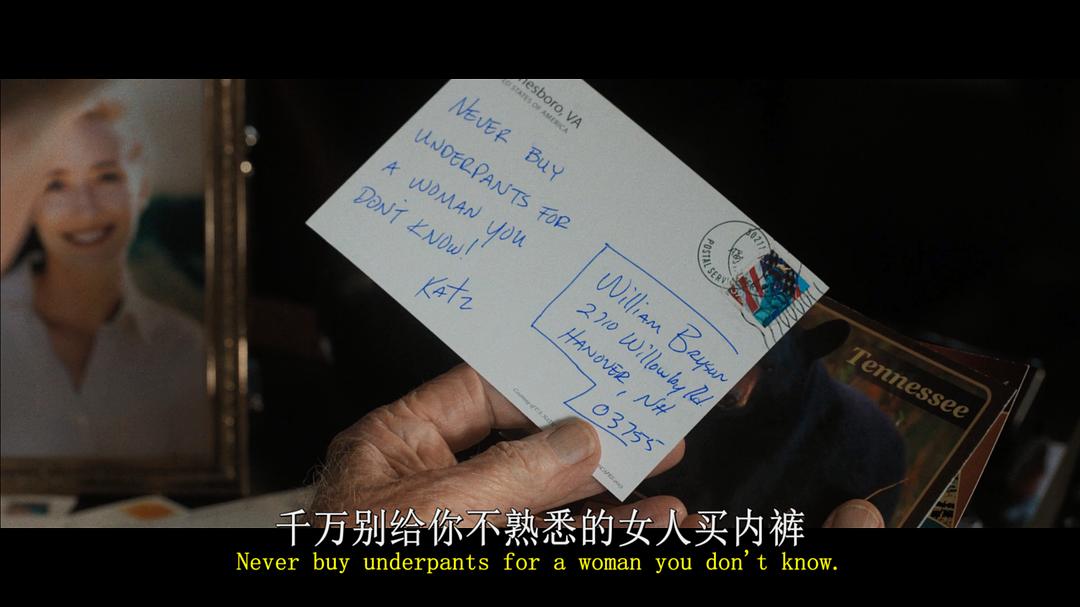 nesboro, VA
STATES OF AMERICA
NEVER BUY
UNDERPANTS FOR
A WOMAN YOU
DON'T KNOW!
KATZ
30217
POSTAL SERV
William Bryson
2710 Willowby Rd.
HANOVER, NH
03755
Tennessee
千万别给你不熟悉的女人买内裤
Never buy underpants for a woman you don't know.